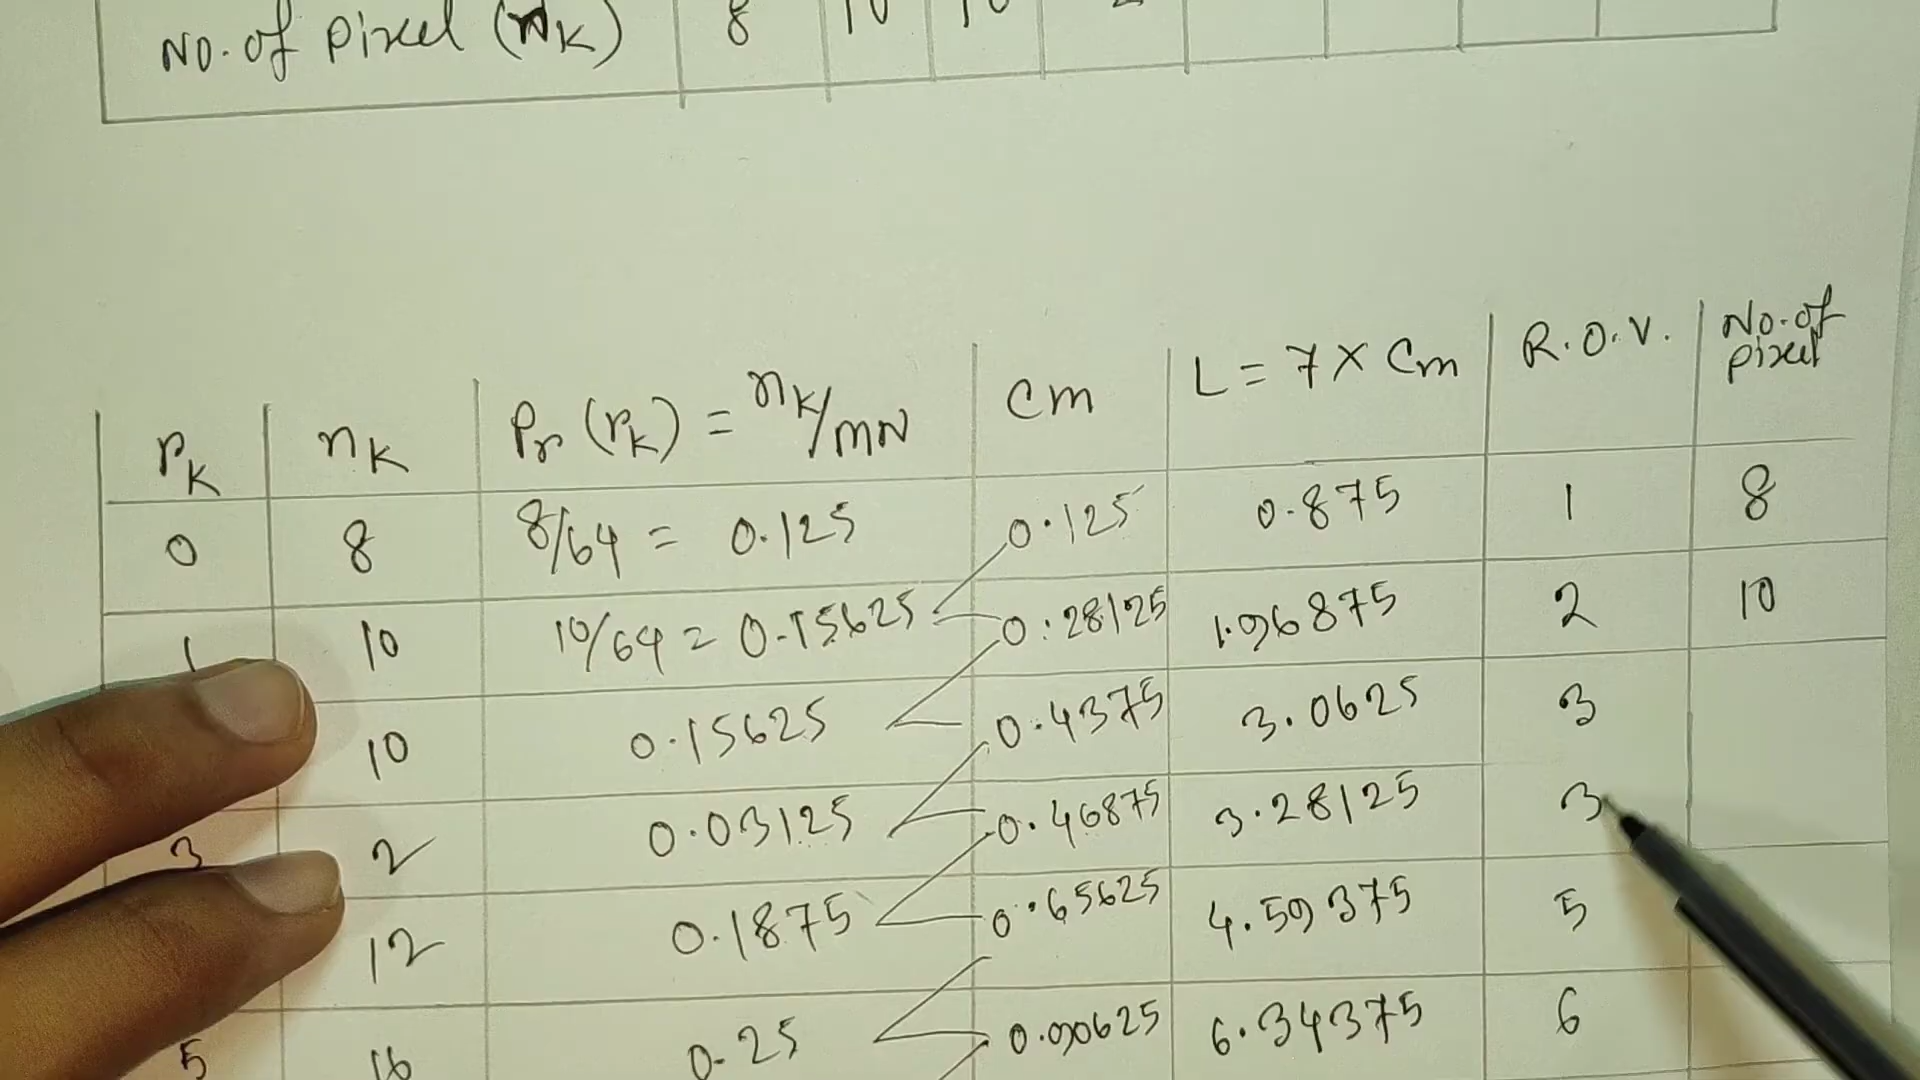 No. of pixel (nK) 8 10 10
rK nK Pr (rK) = nK/MN Cm L = 7 X Cm R.O.V. No. of pixel
0 8 8/64 = 0.125 0.125 0.875 1 8
1 10 10/64 = 0.15625 0.28125 1.96875 2 10
10 0.15625 0.4375 3.0625 3
3 2 0.03125 0.46875 3.28125 3
12 0.1875 0.65625 4.59375 5
5 16 0.25 0.90625 6.34375 6